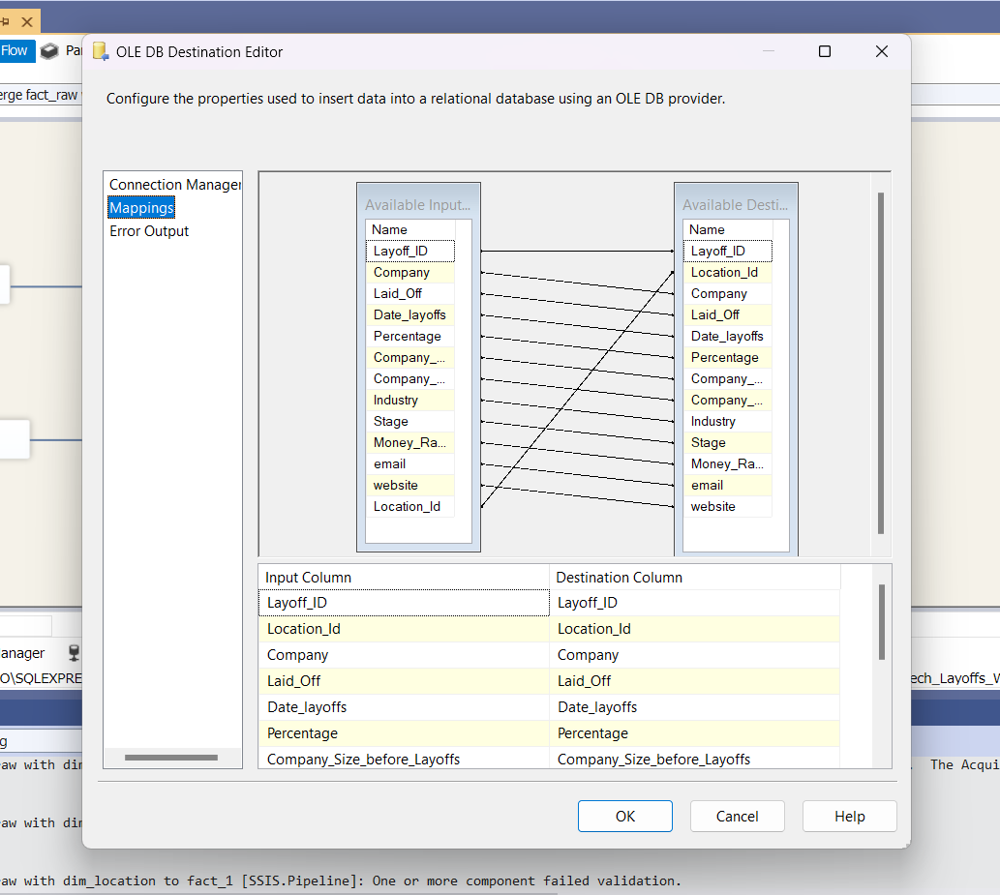 Flow
Par
OLE DB Destination Editor
erge fact_raw
Configure the properties used to insert data into a relational database using an OLE DB provider.
Connection Manager
Mappings
Error Output
Available Input...
Name
Layoff_ID
Company
Laid_Off
Date_layoffs
Percentage
Company_...
Company_...
Industry
Stage
Money_Ra...
email
website
Location_Id
Available Desti...
Name
Layoff_ID
Location_Id
Company
Laid_Off
Date_layoffs
Percentage
Company_...
Company_...
Industry
Stage
Money_Ra...
email
website
Input Column Destination Column
Layoff_ID Layoff_ID
Location_Id Location_Id
Company Company
Laid_Off Laid_Off
Date_layoffs Date_layoffs
Percentage Percentage
Company_Size_before_Layoffs Company_Size_before_Layoffs
OK Cancel Help
anager
O\SQLEXPRE
ech_Layoffs_W
g
aw with dim
. The Acqui
aw with dim
aw with dim_location to fact_1 [SSIS.Pipeline]: One or more component failed validation.